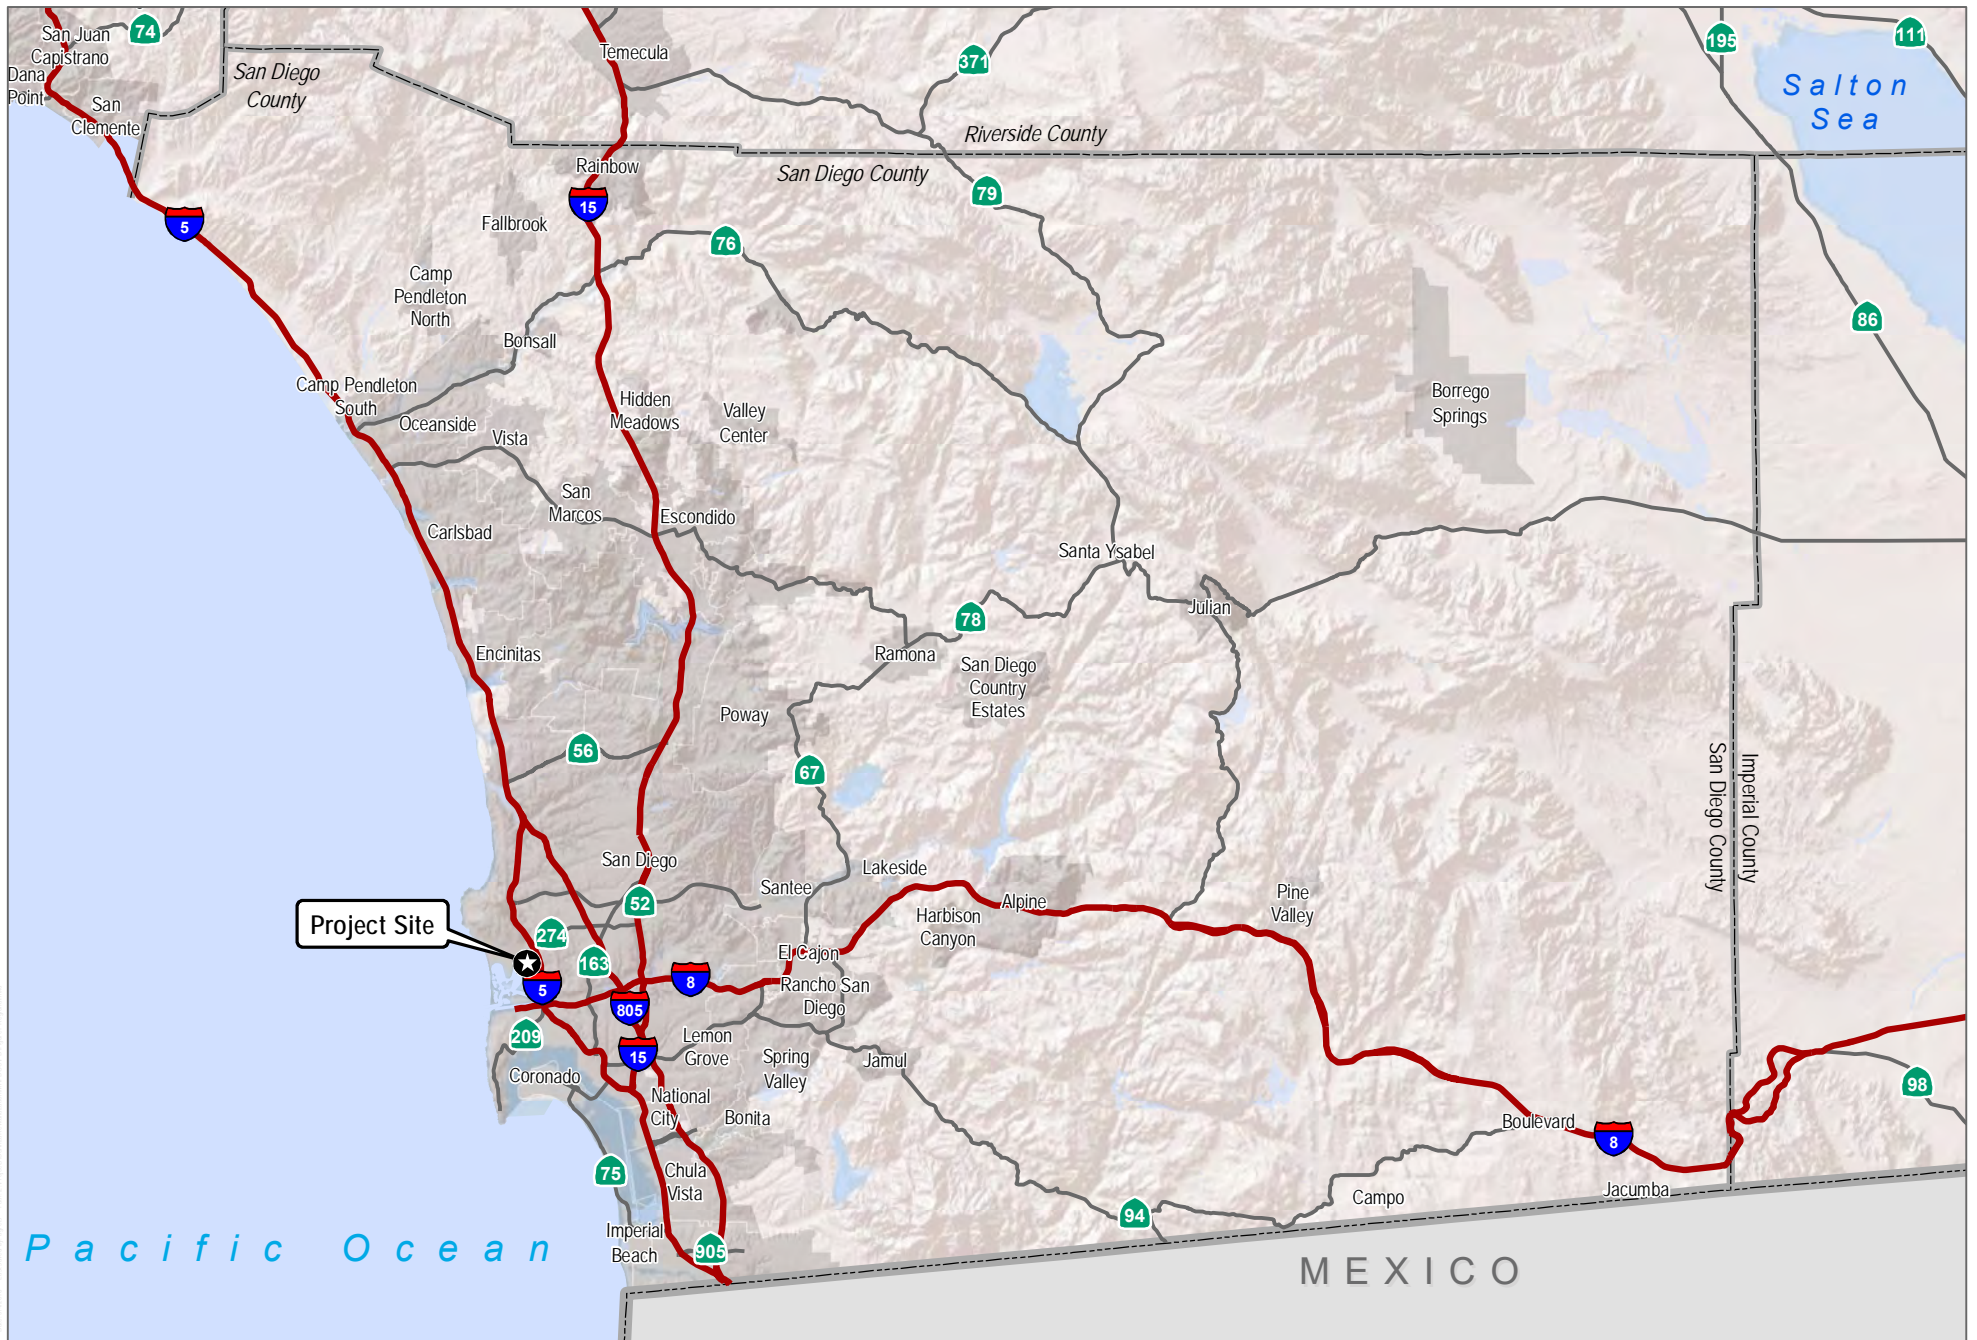 San Juan
Capistrano
74
Dana
Point
San
Clemente
San Diego
County
Temecula
371
195
111
Salton
Sea
Riverside County
San Diego County
Rainbow
15
79
5
Fallbrook
76
Camp
Pendleton
North
86
Bonsall
Camp Pendleton
South
Oceanside
Hidden
Meadows
Valley
Center
Borrego
Springs
Vista
San
Marcos
Escondido
Carlsbad
Santa Ysabel
Julian
78
Encinitas
Ramona
San Diego
Country
Estates
Poway
56
67
San Diego County
Imperial County
San Diego
Santee
Lakeside
Alpine
Harbison
Canyon
Pine
Valley
52
Project Site
274
163
El Cajon
5
8
805
Rancho San
Diego
209
15
Lemon
Grove
Spring
Valley
Jamul
Coronado
National
City
Bonita
98
Boulevard
8
75
Chula
Vista
Jacumba
Campo
94
Imperial
Beach
905
Pacific Ocean
MEXICO